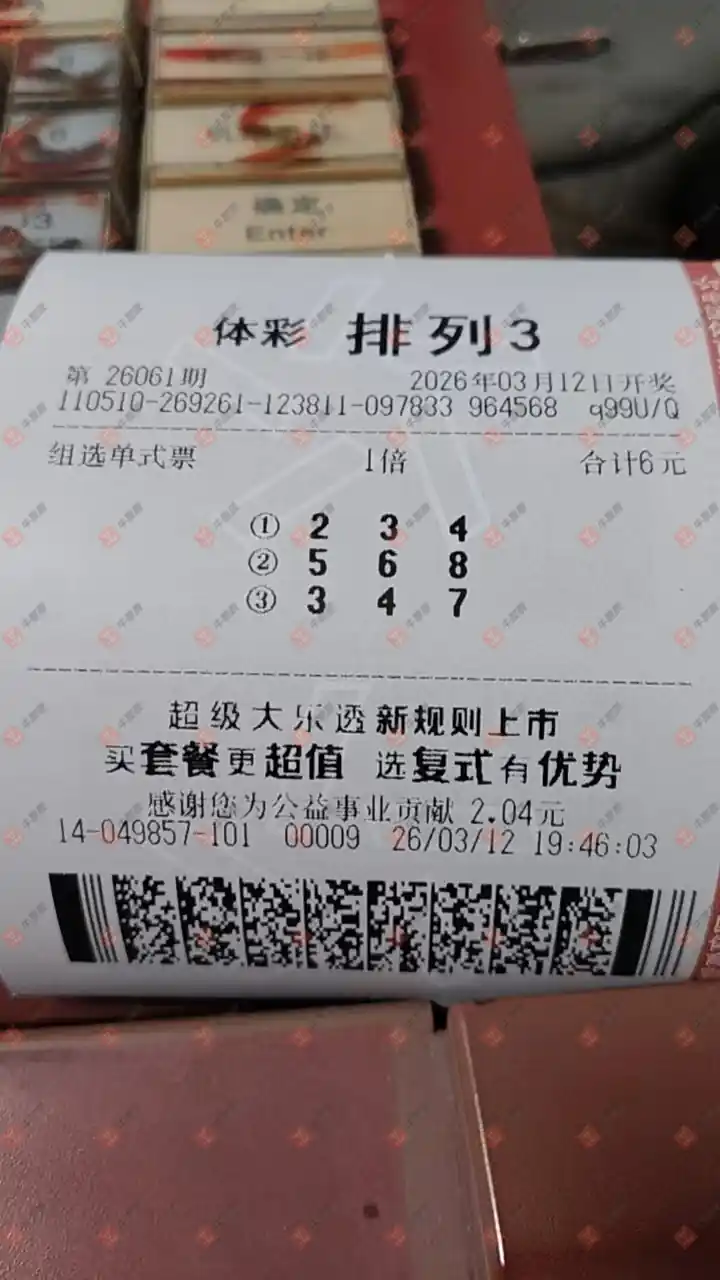 确定
Enter
体彩 排列3
第 26061期 2026年03月12日开奖
110510-269261-123811-097833 964568 q99U/Q
组选单式票 1倍 合计6元
① 2 3 4
② 5 6 8
③ 3 4 7
超级大乐透新规则上市
买套餐更超值 选复式有优势
感谢您为公益事业贡献 2.04元
14-049857-101 00009 26/03/12 19:46:03